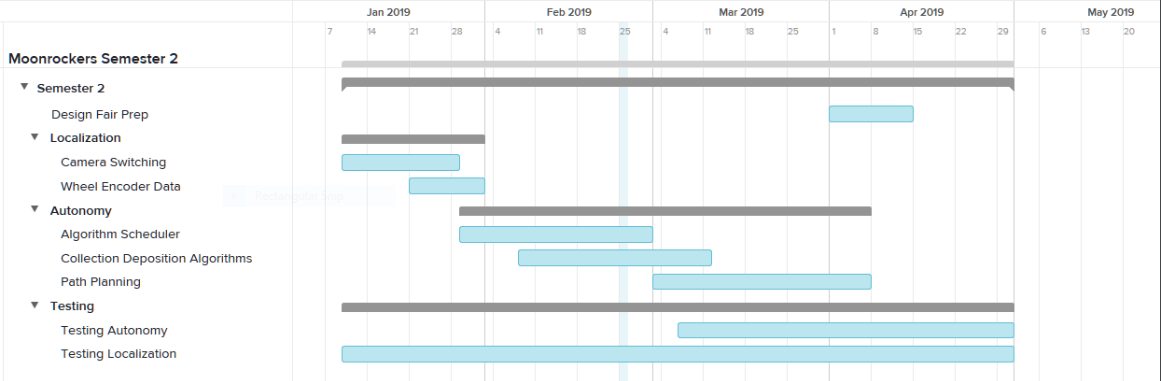 Jan 2019 Feb 2019 Mar 2019 Apr 2019 May 2019
7 14 21 28 4 11 18 25 4 11 18 25 1 8 15 22 29 6 13 20
Moonrockers Semester 2
Semester 2
Design Fair Prep
Localization
Camera Switching
Wheel Encoder Data
Rectangular Snip
Autonomy
Algorithm Scheduler
Collection Deposition Algorithms
Path Planning
Testing
Testing Autonomy
Testing Localization